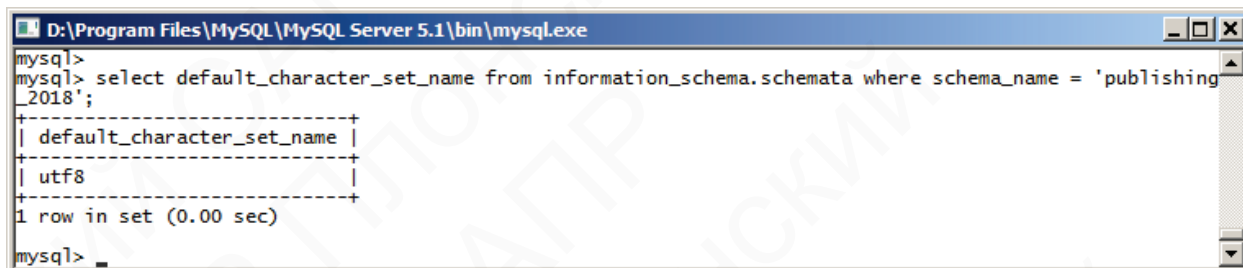 D:\Program Files\MySQL\MySQL Server 5.1\bin\mysql.exe
mysql>
mysql> select default_character_set_name from information_schema.schemata where schema_name = 'publishing
_2018';
+----------------------------+
| default_character_set_name |
+----------------------------+
| utf8                       |
+----------------------------+
1 row in set (0.00 sec)

mysql> _